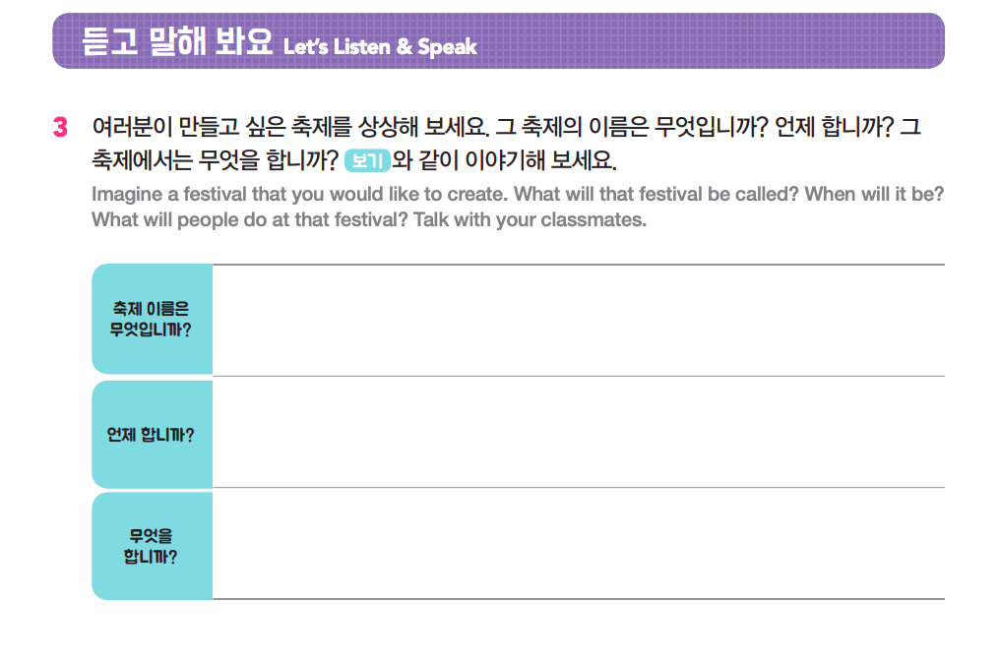 듣고 말해 봐요 Let's Listen & Speak
3 여러분이 만들고 싶은 축제를 상상해 보세요. 그 축제의 이름은 무엇입니까? 언제 합니까? 그
축제에서는 무엇을 합니까? 보기와 같이 이야기해 보세요.
Imagine a festival that you would like to create. What will that festival be called? When will it be?
What will people do at that festival? Talk with your classmates.
축제 이름은
무엇입니까?
언제 합니까?
무엇을
합니까?